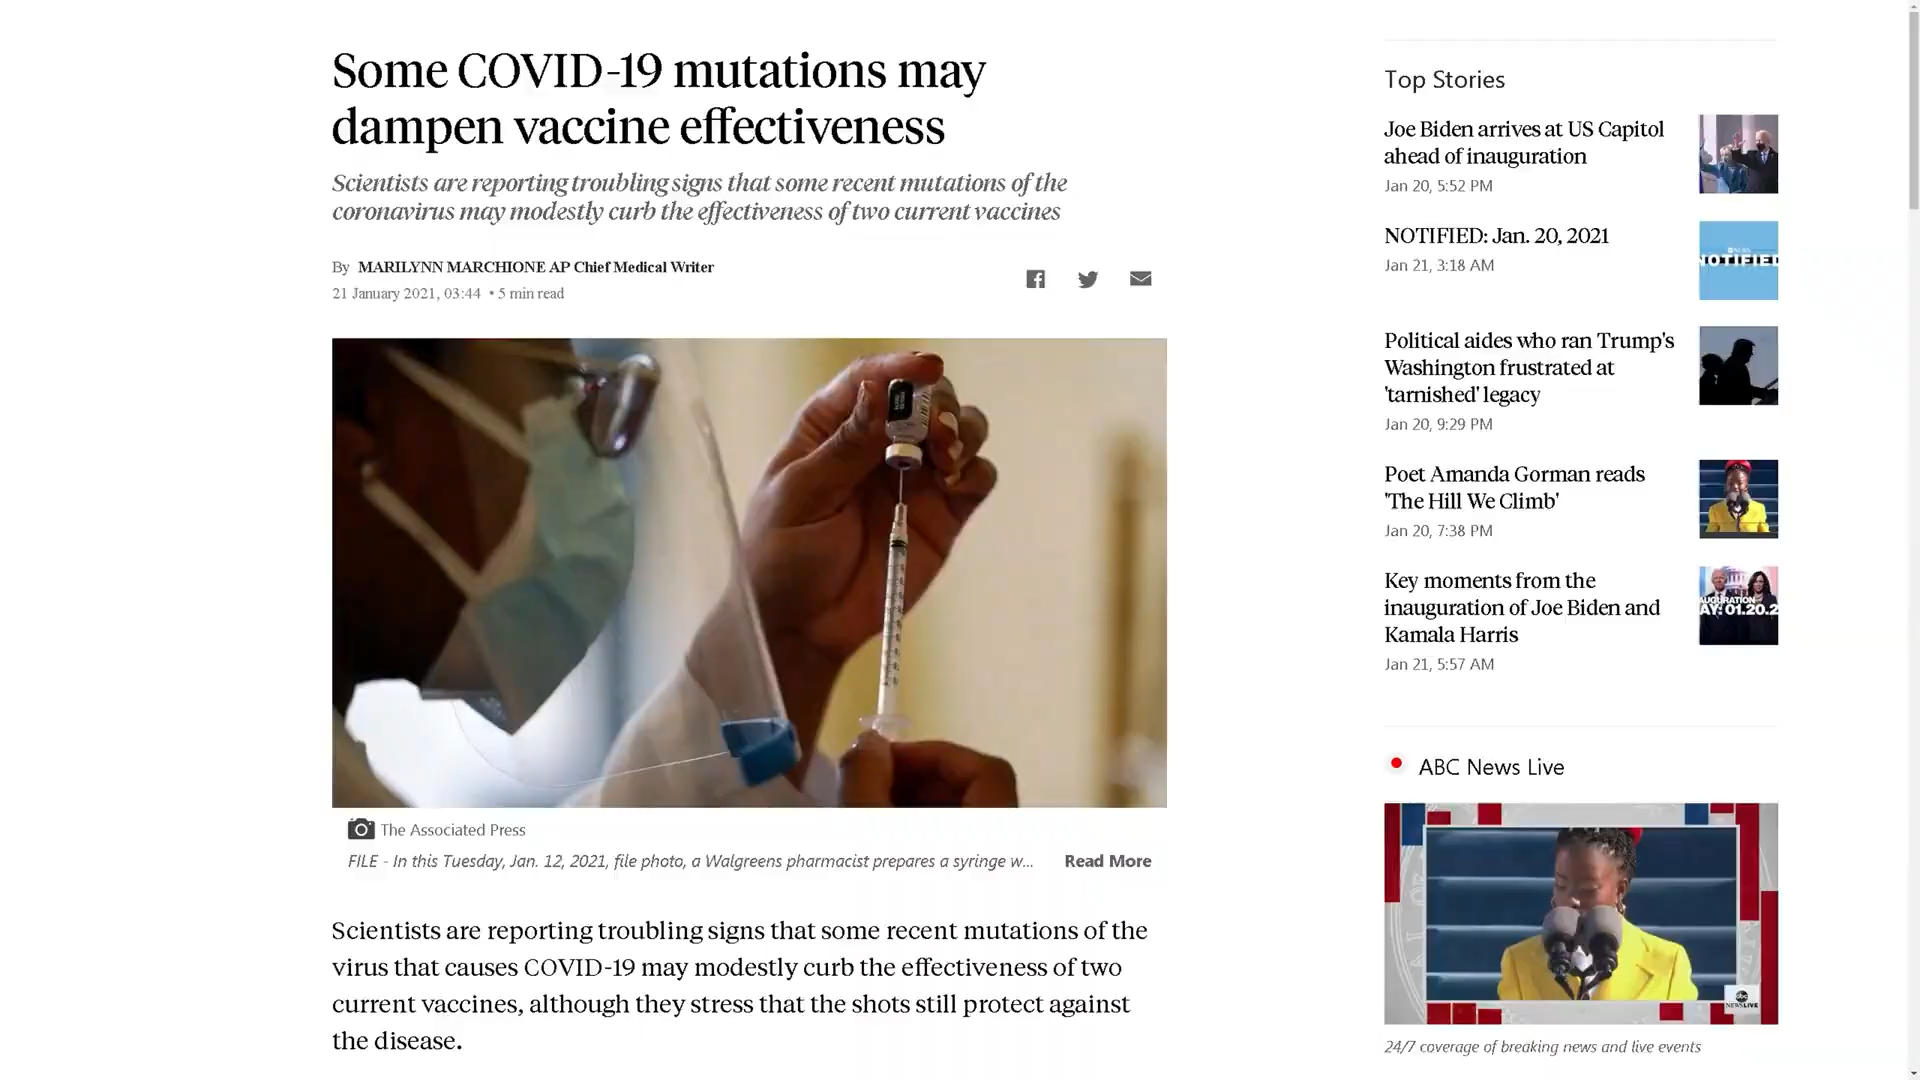 Some COVID-19 mutations may
dampen vaccine effectiveness
Scientists are reporting troubling signs that some recent mutations of the
coronavirus may modestly curb the effectiveness of two current vaccines
By MARILYNN MARCHIONE AP Chief Medical Writer
21 January 2021, 03:44 • 5 min read
The Associated Press
FILE - In this Tuesday, Jan. 12, 2021, file photo, a Walgreens pharmacist prepares a syringe w... Read More
Scientists are reporting troubling signs that some recent mutations of the
virus that causes COVID-19 may modestly curb the effectiveness of two
current vaccines, although they stress that the shots still protect against
the disease.
Top Stories
Joe Biden arrives at US Capitol
ahead of inauguration
Jan 20, 5:52 PM
NOTIFIED: Jan. 20, 2021
Jan 21, 3:18 AM
NOTIFIED
Political aides who ran Trump's
Washington frustrated at
'tarnished' legacy
Jan 20, 9:29 PM
Poet Amanda Gorman reads
'The Hill We Climb'
Jan 20, 7:38 PM
Key moments from the
inauguration of Joe Biden and
Kamala Harris
Jan 21, 5:57 AM
AUGURATION
AY: 01.20.2
ABC News Live
abc
NEWS LIVE
24/7 coverage of breaking news and live events